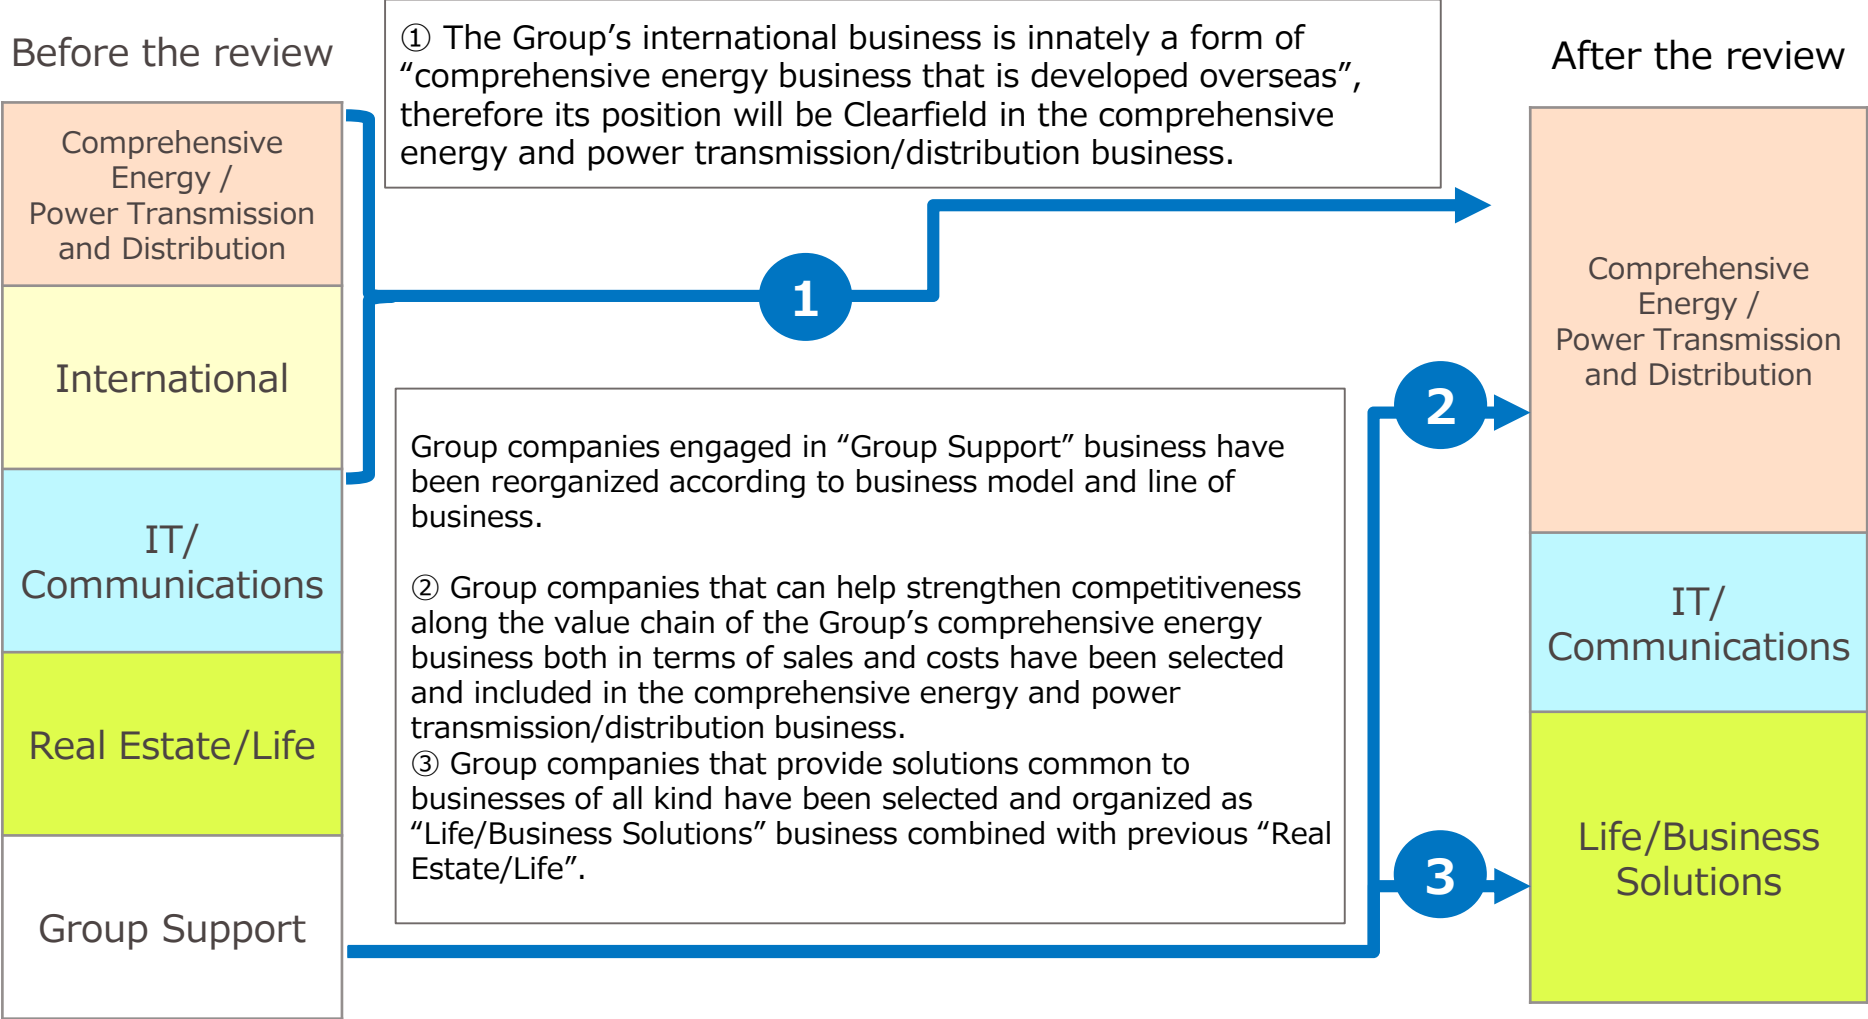 Before the review
Comprehensive
Energy /
Power Transmission
and Distribution
International
IT/
Communications
Real Estate/Life
Group Support
① The Group’s international business is innately a form of
“comprehensive energy business that is developed overseas”,
therefore its position will be Clearfield in the comprehensive
energy and power transmission/distribution business.
1
Group companies engaged in “Group Support” business have
been reorganized according to business model and line of
business.
② Group companies that can help strengthen competitiveness
along the value chain of the Group’s comprehensive energy
business both in terms of sales and costs have been selected
and included in the comprehensive energy and power
transmission/distribution business.
③ Group companies that provide solutions common to
businesses of all kind have been selected and organized as
“Life/Business Solutions” business combined with previous “Real
Estate/Life”.
2
3
After the review
Comprehensive
Energy /
Power Transmission
and Distribution
IT/
Communications
Life/Business
Solutions